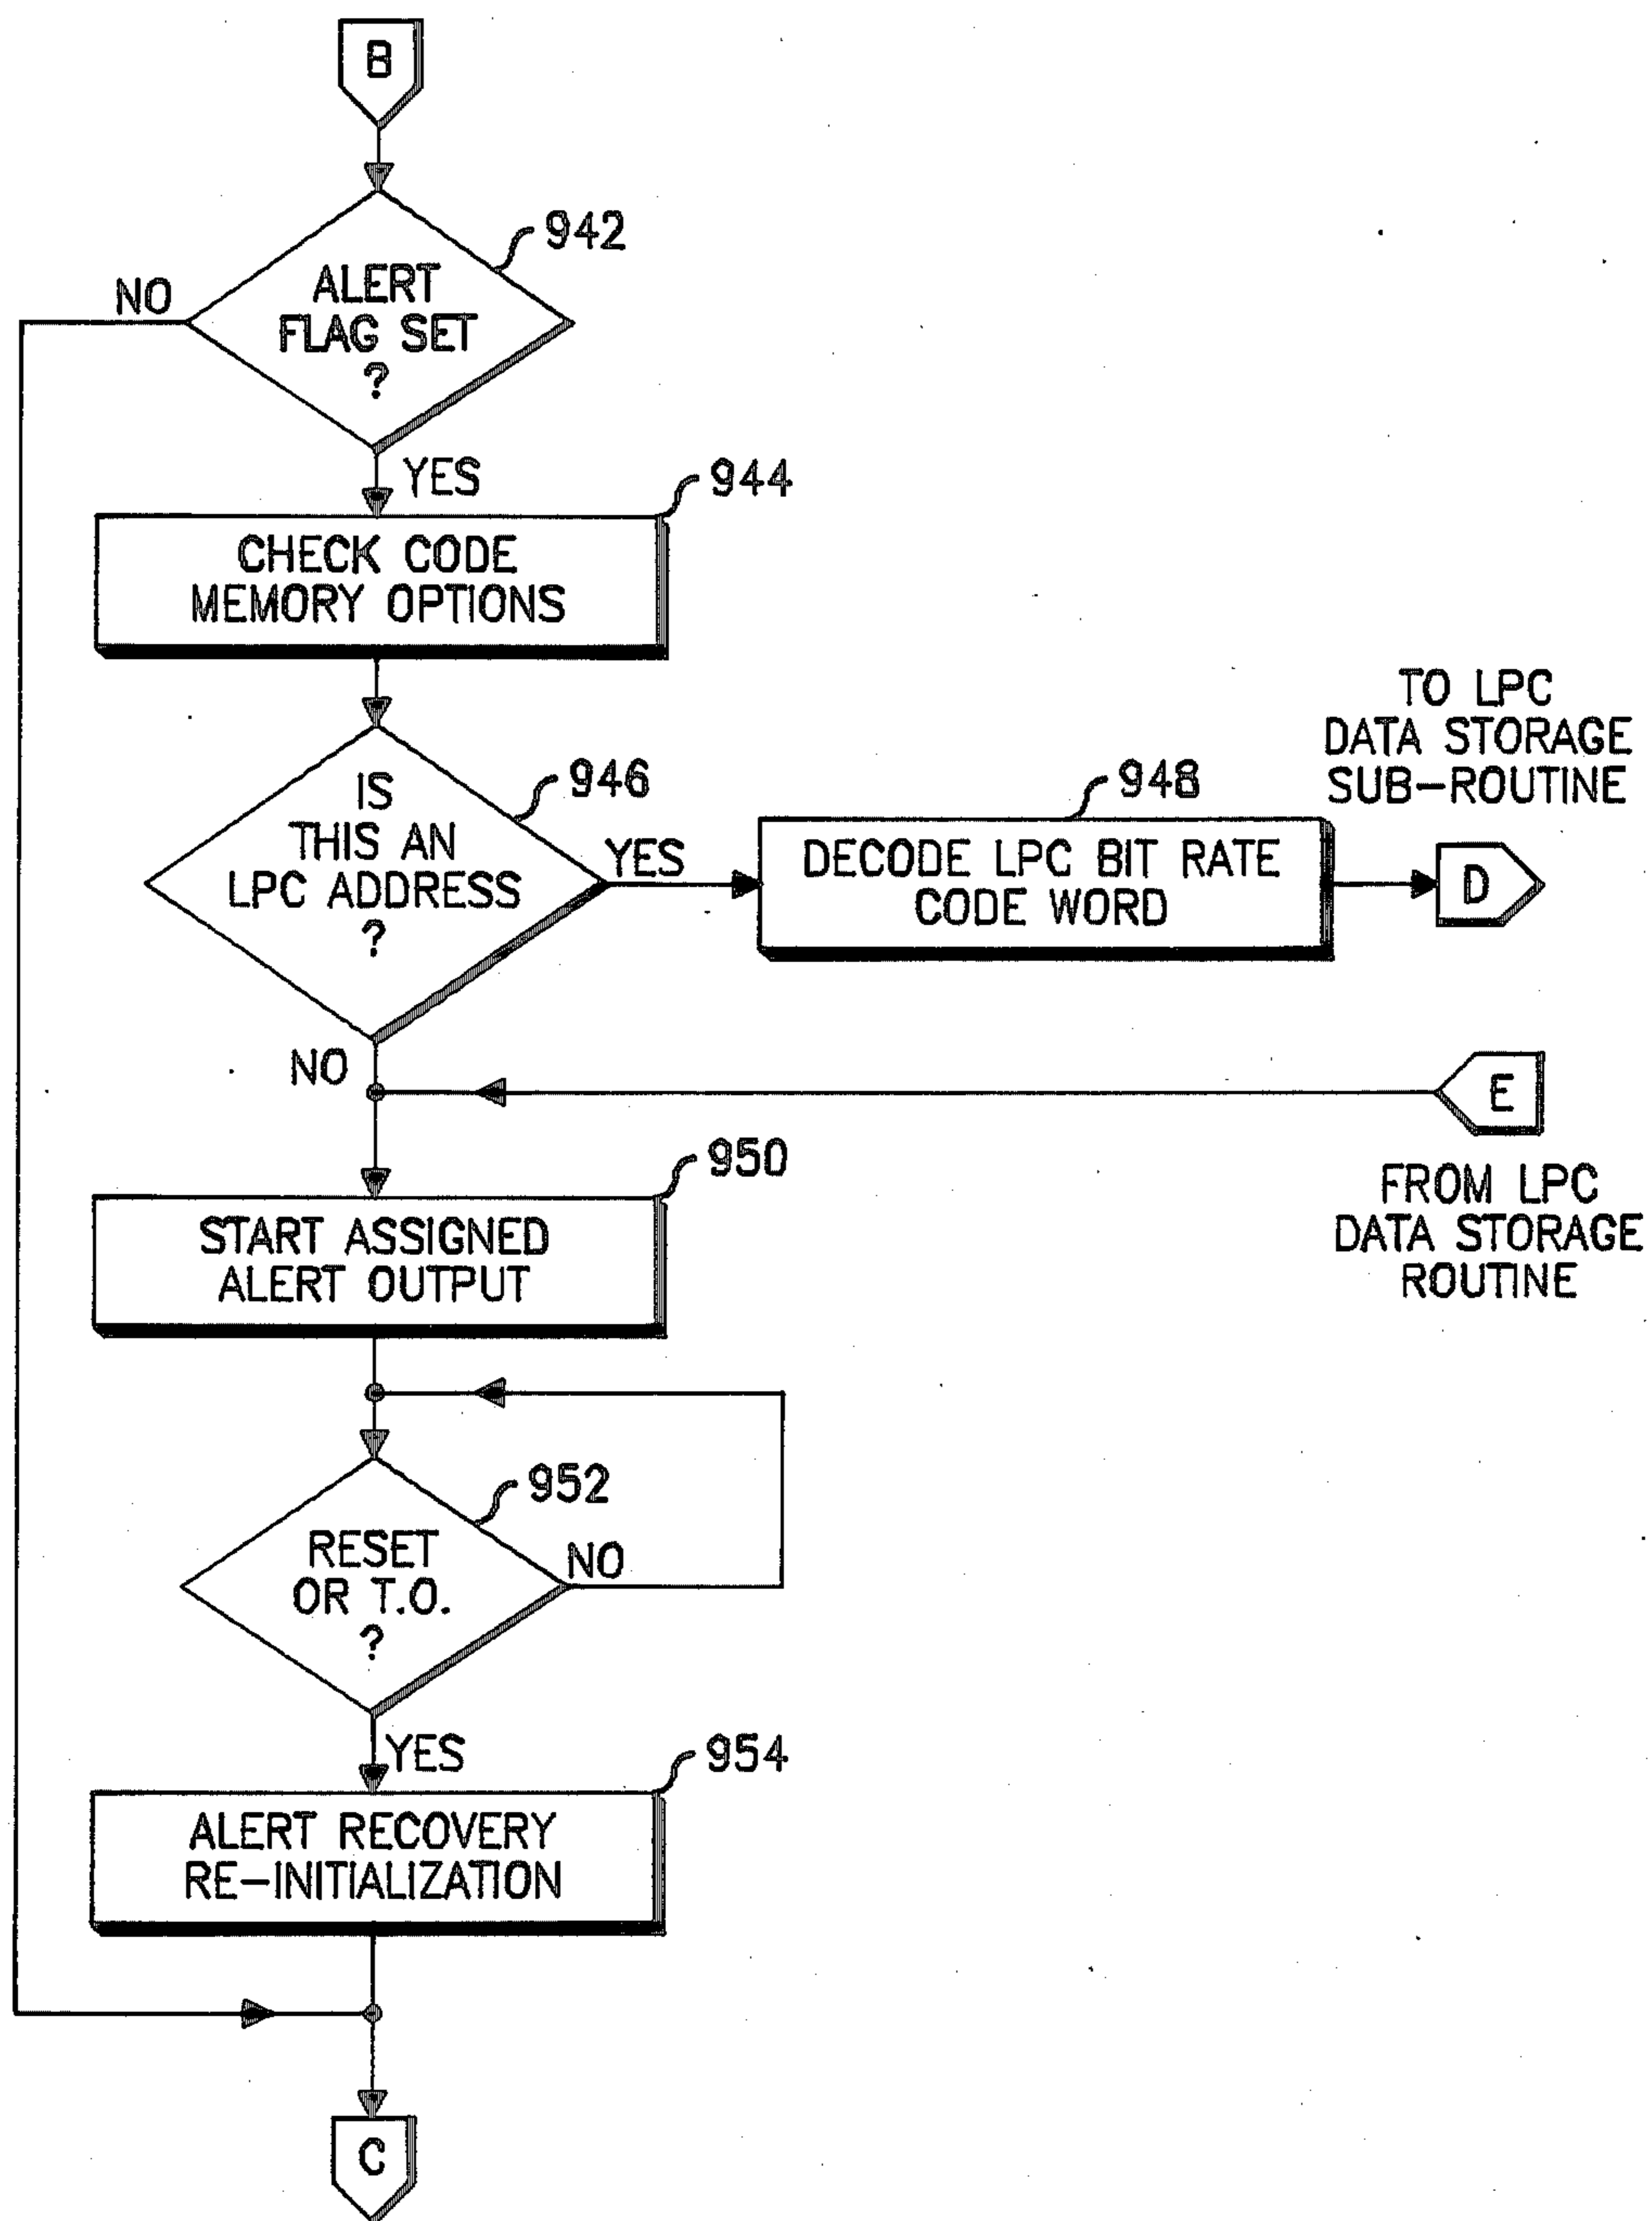 B
942
NO
ALERT
FLAG SET
?
YES
944
CHECK CODE
MEMORY OPTIONS
946
IS
THIS AN
LPC ADDRESS
?
YES
948
DECODE LPC BIT RATE
CODE WORD
TO LPC
DATA STORAGE
SUB-ROUTINE
D
NO
E
FROM LPC
DATA STORAGE
ROUTINE
950
START ASSIGNED
ALERT OUTPUT
952
RESET
OR T.O.
?
NO
YES
954
ALERT RECOVERY
RE-INITIALIZATION
C